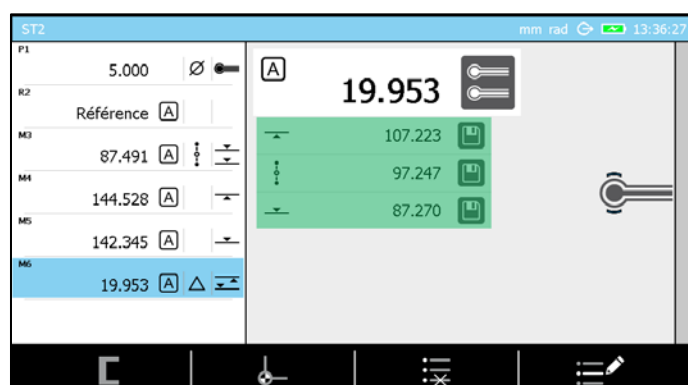 ST2 mm rad 13:36:27
P1
5.000
R2
Référence A
M3
87.491 A
M4
144.528 A
M5
142.345 A
M6
19.953 A
A
19.953
107.223
97.247
87.270